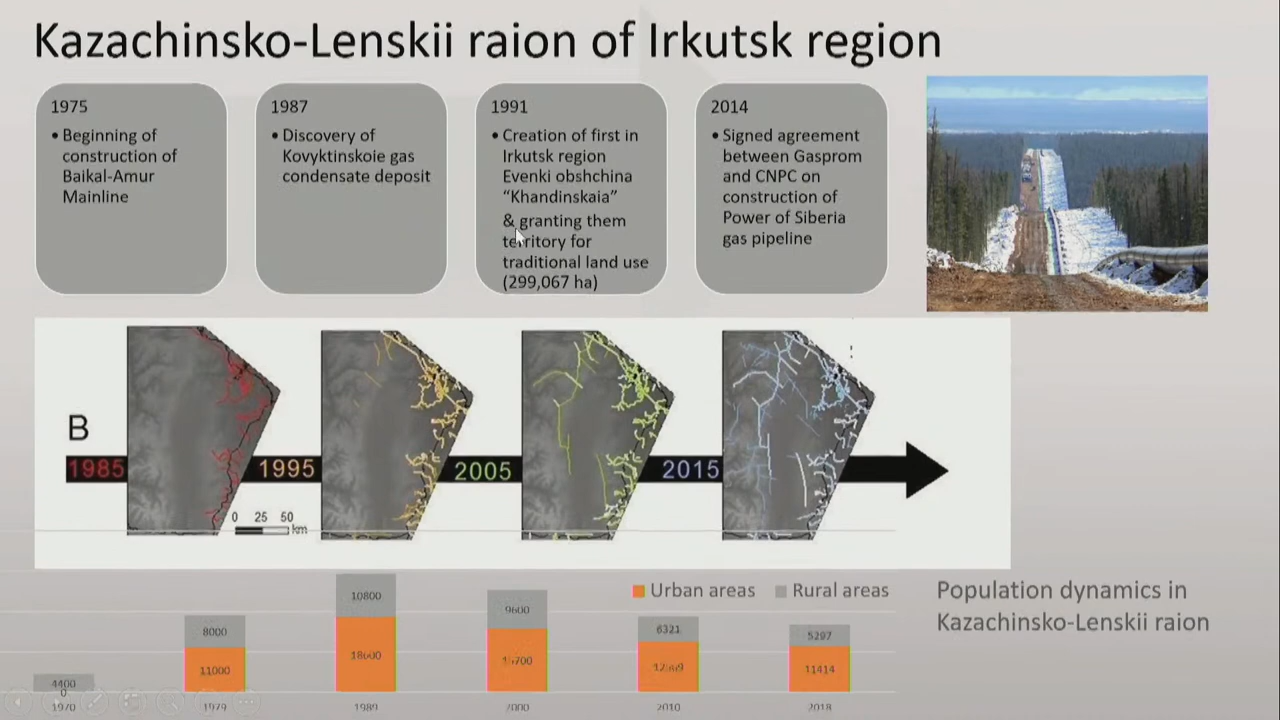 Kazachinsko-Lenskii raion of Irkutsk region
1975
• Beginning of
construction of
Baikal-Amur
Mainline
1987
• Discovery of
Kovyktinskoie gas
condensate deposit
1991
• Creation of first in
Irkutsk region
Evenki obshchina
“Khandinskaia”
& granting them
territory for
traditional land use
(299,067 ha)
2014
• Signed agreement
between Gasprom
and CNPC on
construction of
Power of Siberia
gas pipeline
B
1985
1995
2005
2015
0 25 50
km
Urban areas
Rural areas
Population dynamics in
Kazachinsko-Lenskii raion
4400
0
8000
11000
10800
18600
9600
6321
5297
11414
1970
1979
1989
2000
2010
2018